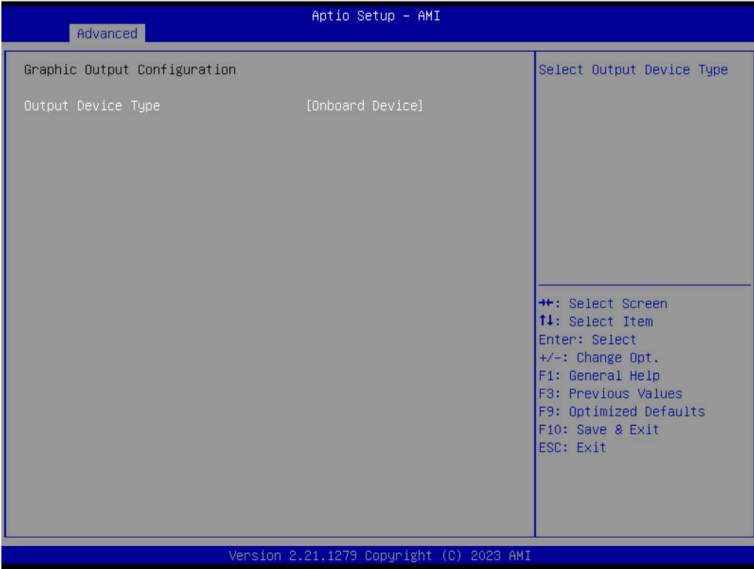 Aptio Setup – AMI
Advanced
Graphic Output Configuration
Output Device Type [Onboard Device]
Select Output Device Type
→←: Select Screen
↑↓: Select Item
Enter: Select
+/-: Change Opt.
F1: General Help
F3: Previous Values
F9: Optimized Defaults
F10: Save & Exit
ESC: Exit
Version 2.21.1279 Copyright (C) 2023 AMI